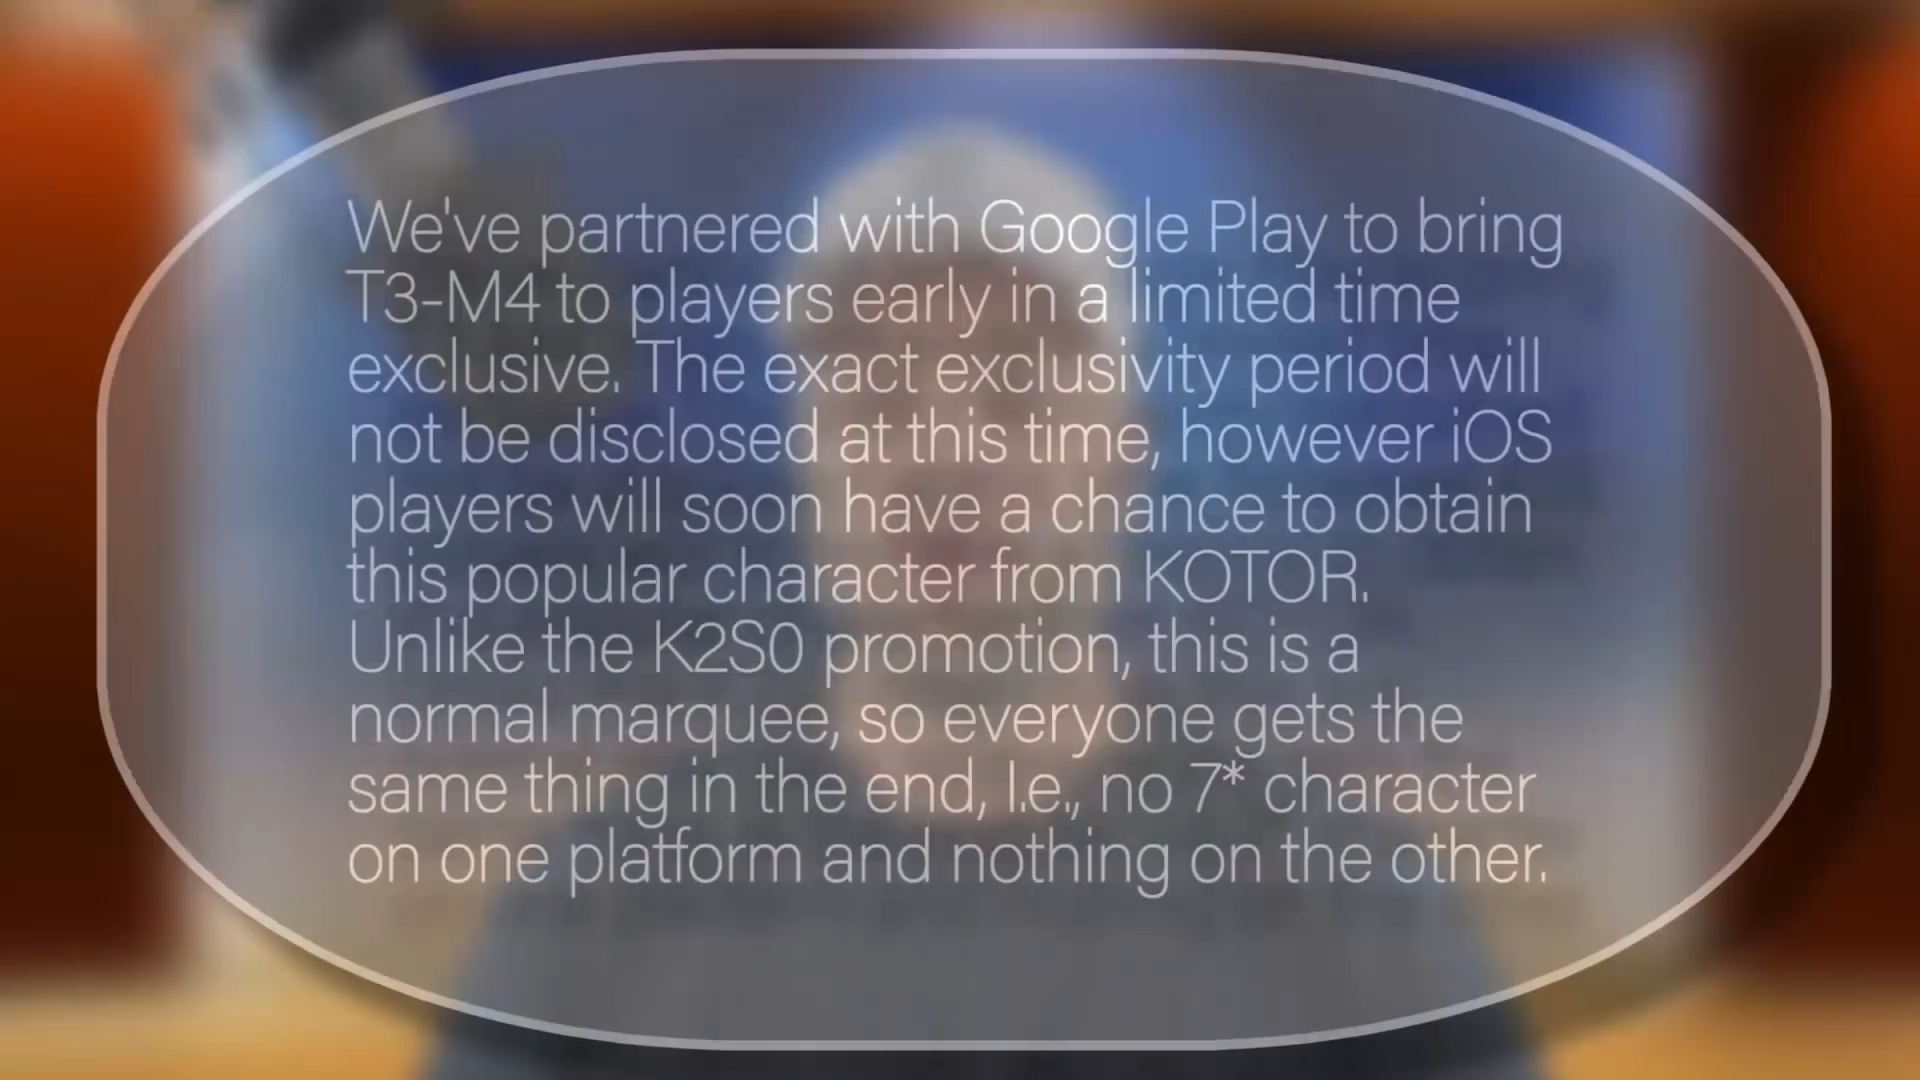 We've partnered with Google Play to bring
T3-M4 to players early in a limited time
exclusive. The exact exclusivity period will
not be disclosed at this time, however iOS
players will soon have a chance to obtain
this popular character from KOTOR.
Unlike the K2S0 promotion, this is a
normal marquee, so everyone gets the
same thing in the end, I.e., no 7* character
on one platform and nothing on the other.